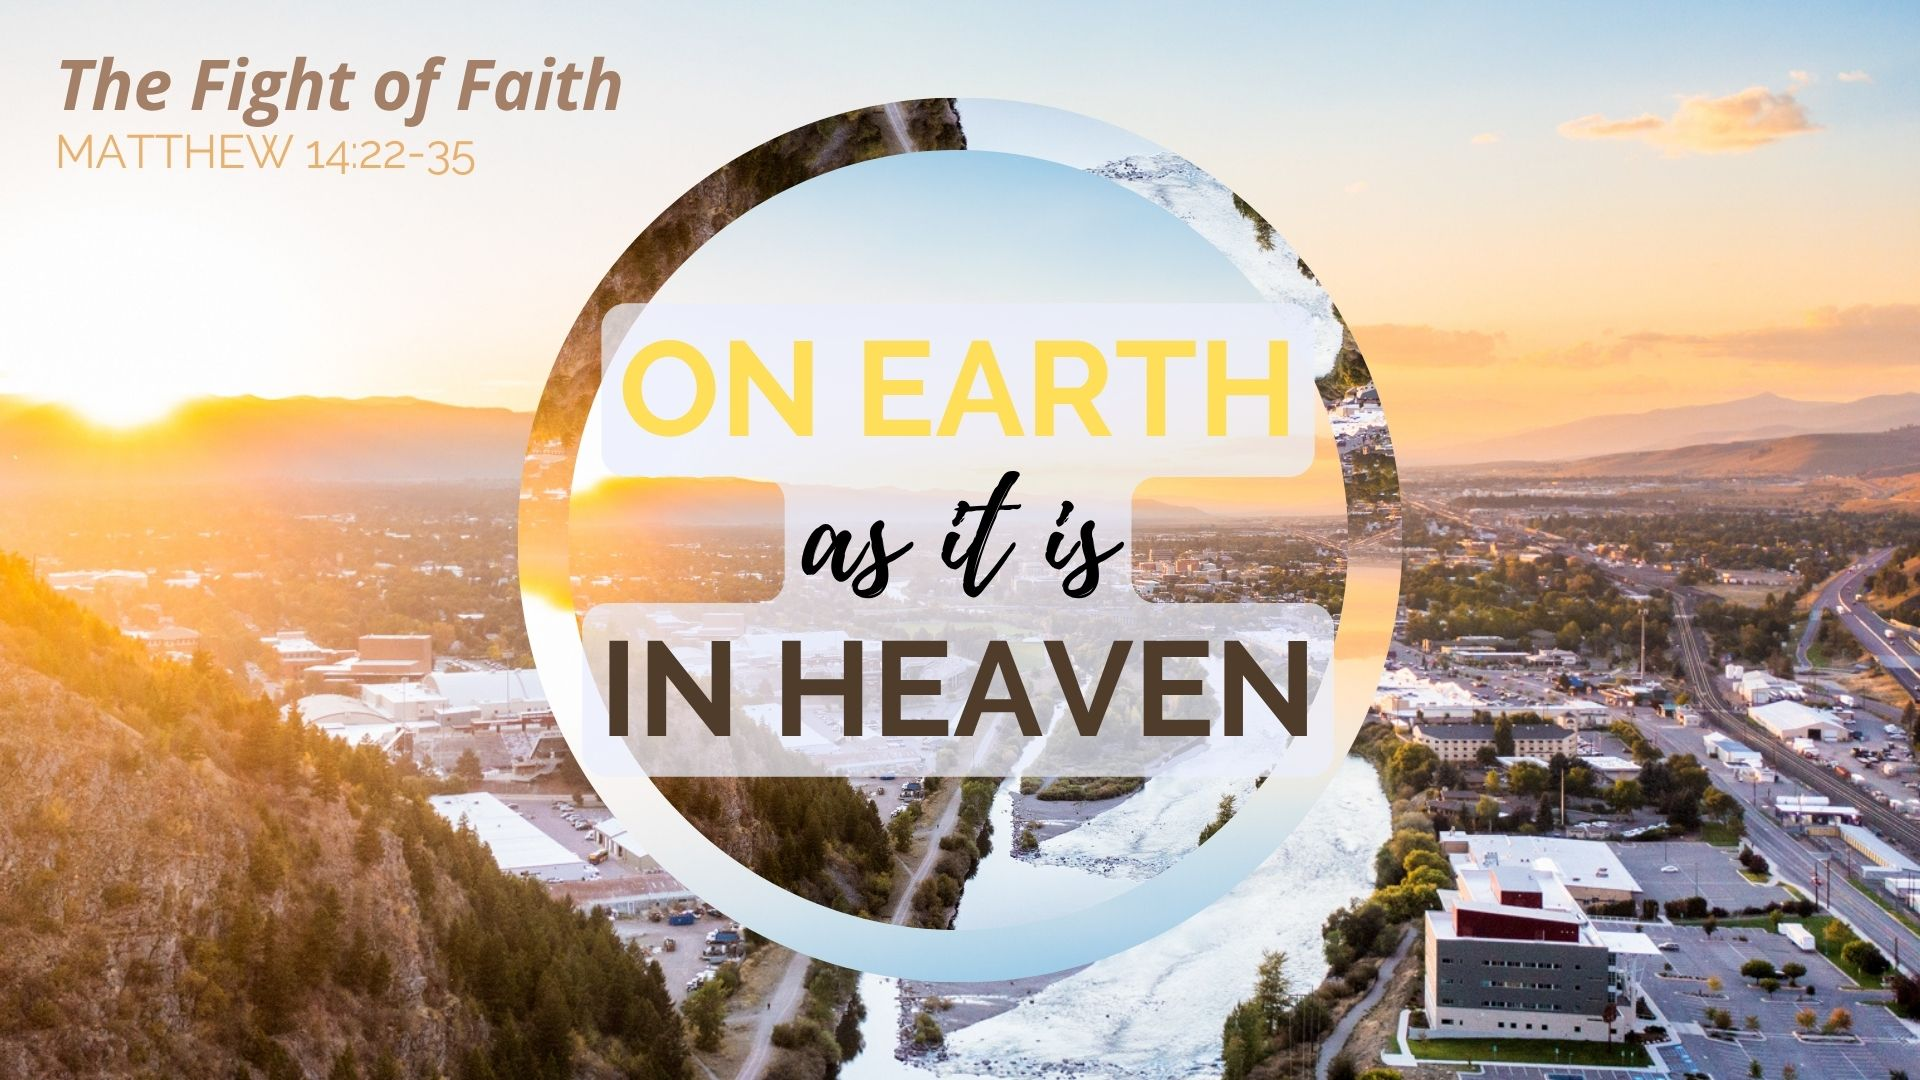 The Fight of Faith
MATTHEW 14:22-35
ON EARTH
as it is
IN HEAVEN